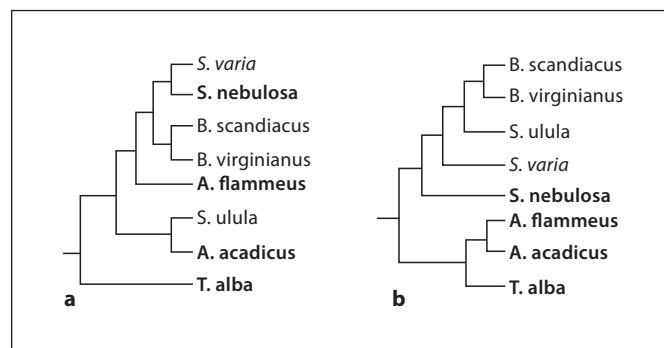 S. varia
S. nebulosa
B. scandiacus
B. virginianus
A. flammeus
S. ulula
A. acadicus
T. alba
a
B. scandiacus
B. virginianus
S. ulula
S. varia
S. nebulosa
A. flammeus
A. acadicus
T. alba
b